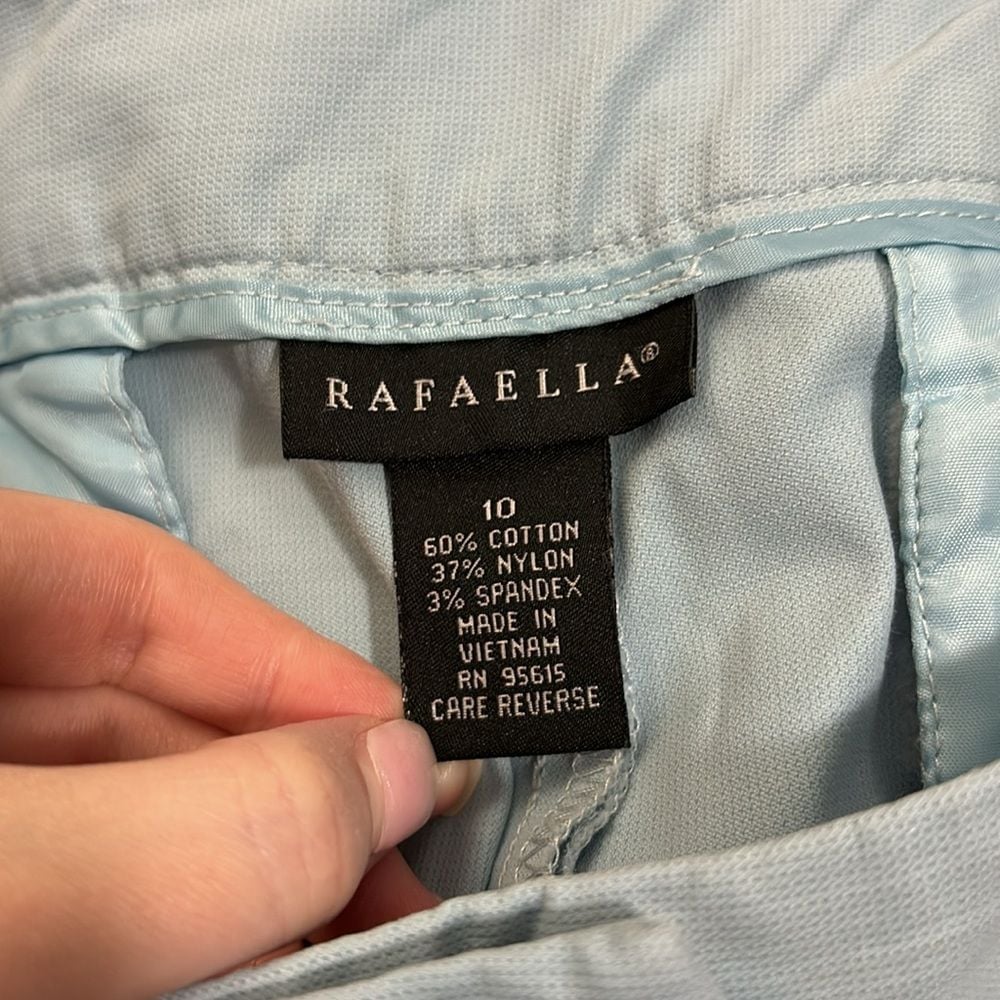 RAFAELLA®
10
60% COTTON
37% NYLON
3% SPANDEX
MADE IN
VIETNAM
RN 95615
CARE REVERSE